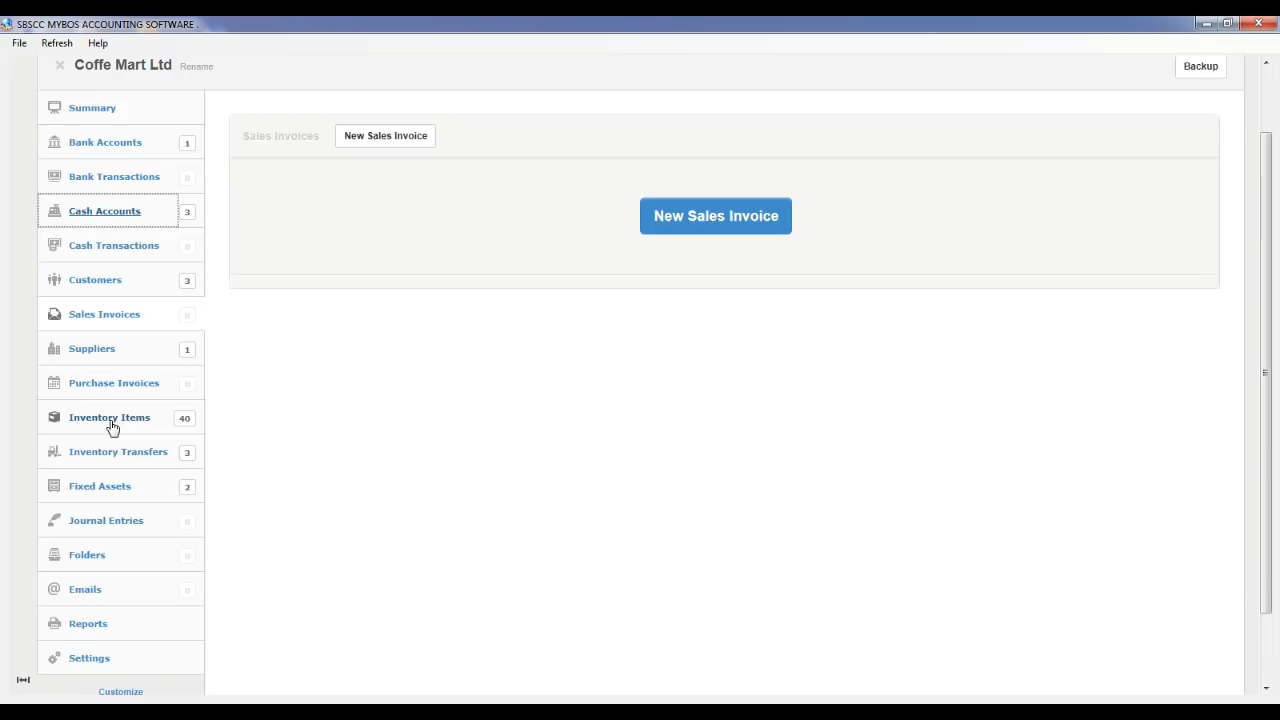 SBSCC MYBOS ACCOUNTING SOFTWARE .
File Refresh Help
Coffe Mart Ltd Rename
Backup
Summary
Sales Invoices New Sales Invoice
Bank Accounts 1
Bank Transactions 0
Cash Accounts 3
New Sales Invoice
Cash Transactions 0
Customers 3
Sales Invoices 0
Suppliers 1
Purchase Invoices 0
Inventory Items 40
Inventory Transfers 3
Fixed Assets 2
Journal Entries 0
Folders 0
Emails 0
Reports
Settings
Customize